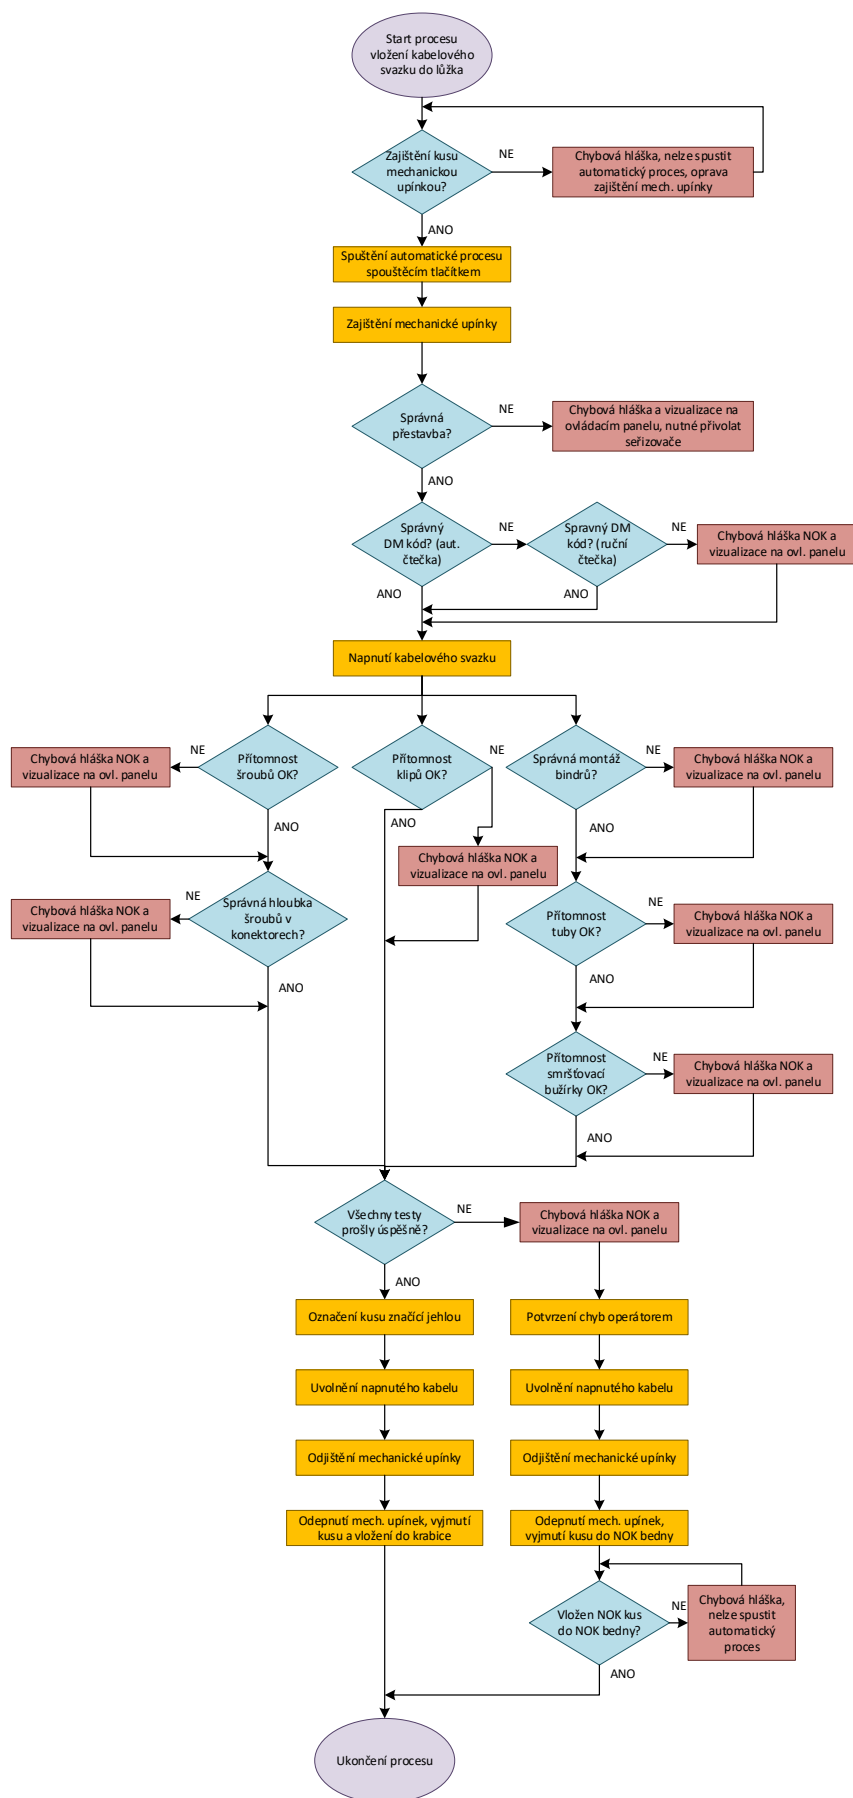 Start procesu
vložení kabelového
svazku do lůžka
Zajištění kusu
mechanickou
upínkou?
NE
Chybová hláška, nelze spustit
automatický proces, oprava
zajištění mech. upínky
ANO
Spuštění automatické procesu
spouštěcím tlačítkem
Zajištění mechanické upínky
Správná
přestavba?
NE
Chybová hláška a vizualizace na
ovládacím panelu, nutné přivolat
seřizovače
ANO
Správný
DM kód? (aut.
čtečka)
NE
Spravný DM
kód? (ruční
čtečka)
NE
Chybová hláška NOK a
vizualizace na ovl. panelu
ANO
ANO
Napnutí kabelového svazku
Chybová hláška NOK a
vizualizace na ovl. panelu
NE
Přítomnost
šroubů OK?
ANO
Přítomnost
klipů OK?
NE
ANO
Chybová hláška NOK a
vizualizace na ovl. panelu
Správná montáž
bindrů?
NE
Chybová hláška NOK a
vizualizace na ovl. panelu
ANO
Chybová hláška NOK a
vizualizace na ovl. panelu
NE
Správná hloubka
šroubů v
konektorech?
ANO
Přítomnost
tuby OK?
NE
Chybová hláška NOK a
vizualizace na ovl. panelu
ANO
Přítomnost
smršťovací
bužírky OK?
NE
Chybová hláška NOK a
vizualizace na ovl. panelu
ANO
Všechny testy
prošly úspěšně?
NE
Chybová hláška NOK a
vizualizace na ovl. panelu
ANO
Označení kusu značící jehlou
Potvrzení chyb operátorem
Uvolnění napnutého kabelu
Uvolnění napnutého kabelu
Odjištění mechanické upínky
Odjištění mechanické upínky
Odepnutí mech. upínek, vyjmutí
kusu a vložení do krabice
Odepnutí mech. upínek,
vyjmutí kusu do NOK bedny
Vložen NOK kus
do NOK bedny?
NE
Chybová hláška,
nelze spustit
automatický
proces
ANO
Ukončení procesu